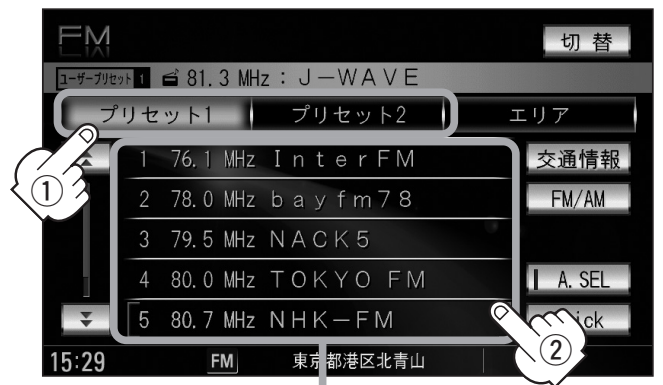 FM 切替
ユーザープリセット 1 81.3 MHz：J－WAVE
プリセット1 プリセット2 エリア
1 76.1 MHz InterFM 交通情報
① 2 78.0 MHz bayfm78 FM/AM
3 79.5 MHz NACK5
4 80.0 MHz TOKYO FM A.SEL
5 80.7 MHz NHK－FM
②
15:29 FM 東京都港区北青山